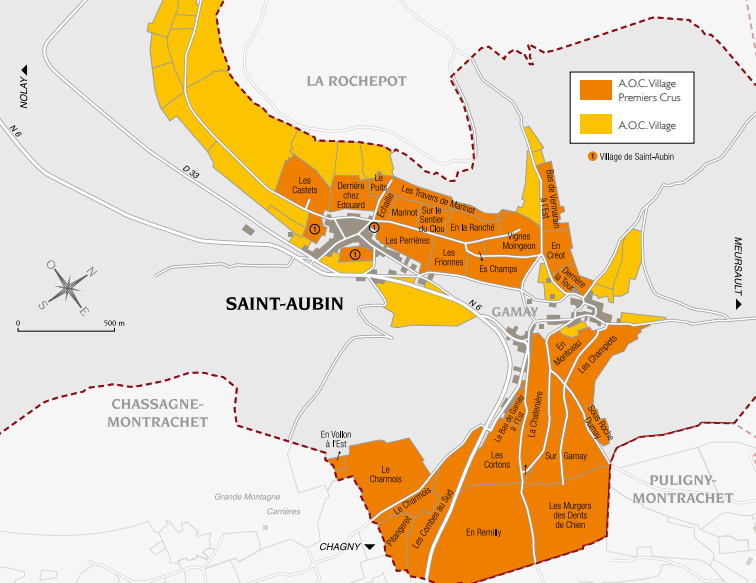 LA ROCHEPOT
NOLAY
N 6
D 33
A.O.C. Village
Premiers Crus
A.O.C. Village
1 Village de Saint-Aubin
Les
Castets
Derrière
chez
Edouard
Le
Puits
Echaille
Les Travers de Marinot
Marinot
Sur le
Sentier
du Clou
En la Ranché
Vignes
Moingeon
Bas de Vermarain
à l'Est
1
1
1
Les Perrières
Les
Frionnes
Es Champs
En
Créot
Derrière
la Tour
MEURSAULT
O
N
S
E
0
500 m
SAINT-AUBIN
N 6
GAMAY
En
Montceau
Les Champlots
CHASSAGNE-
MONTRACHET
En Vollon
à l'Est
Le
Charmois
Le Charmois
Pitangeret
Les Combes au Sud
Le Bas de Gamay
à l'Est
La Chatenière
Les
Cortons
Sur
Gamay
Sous Roche
Dumay
En Remilly
Les Murgers
des Dents
de Chien
PULIGNY-
MONTRACHET
Grande Montagne
Carrières
CHAGNY